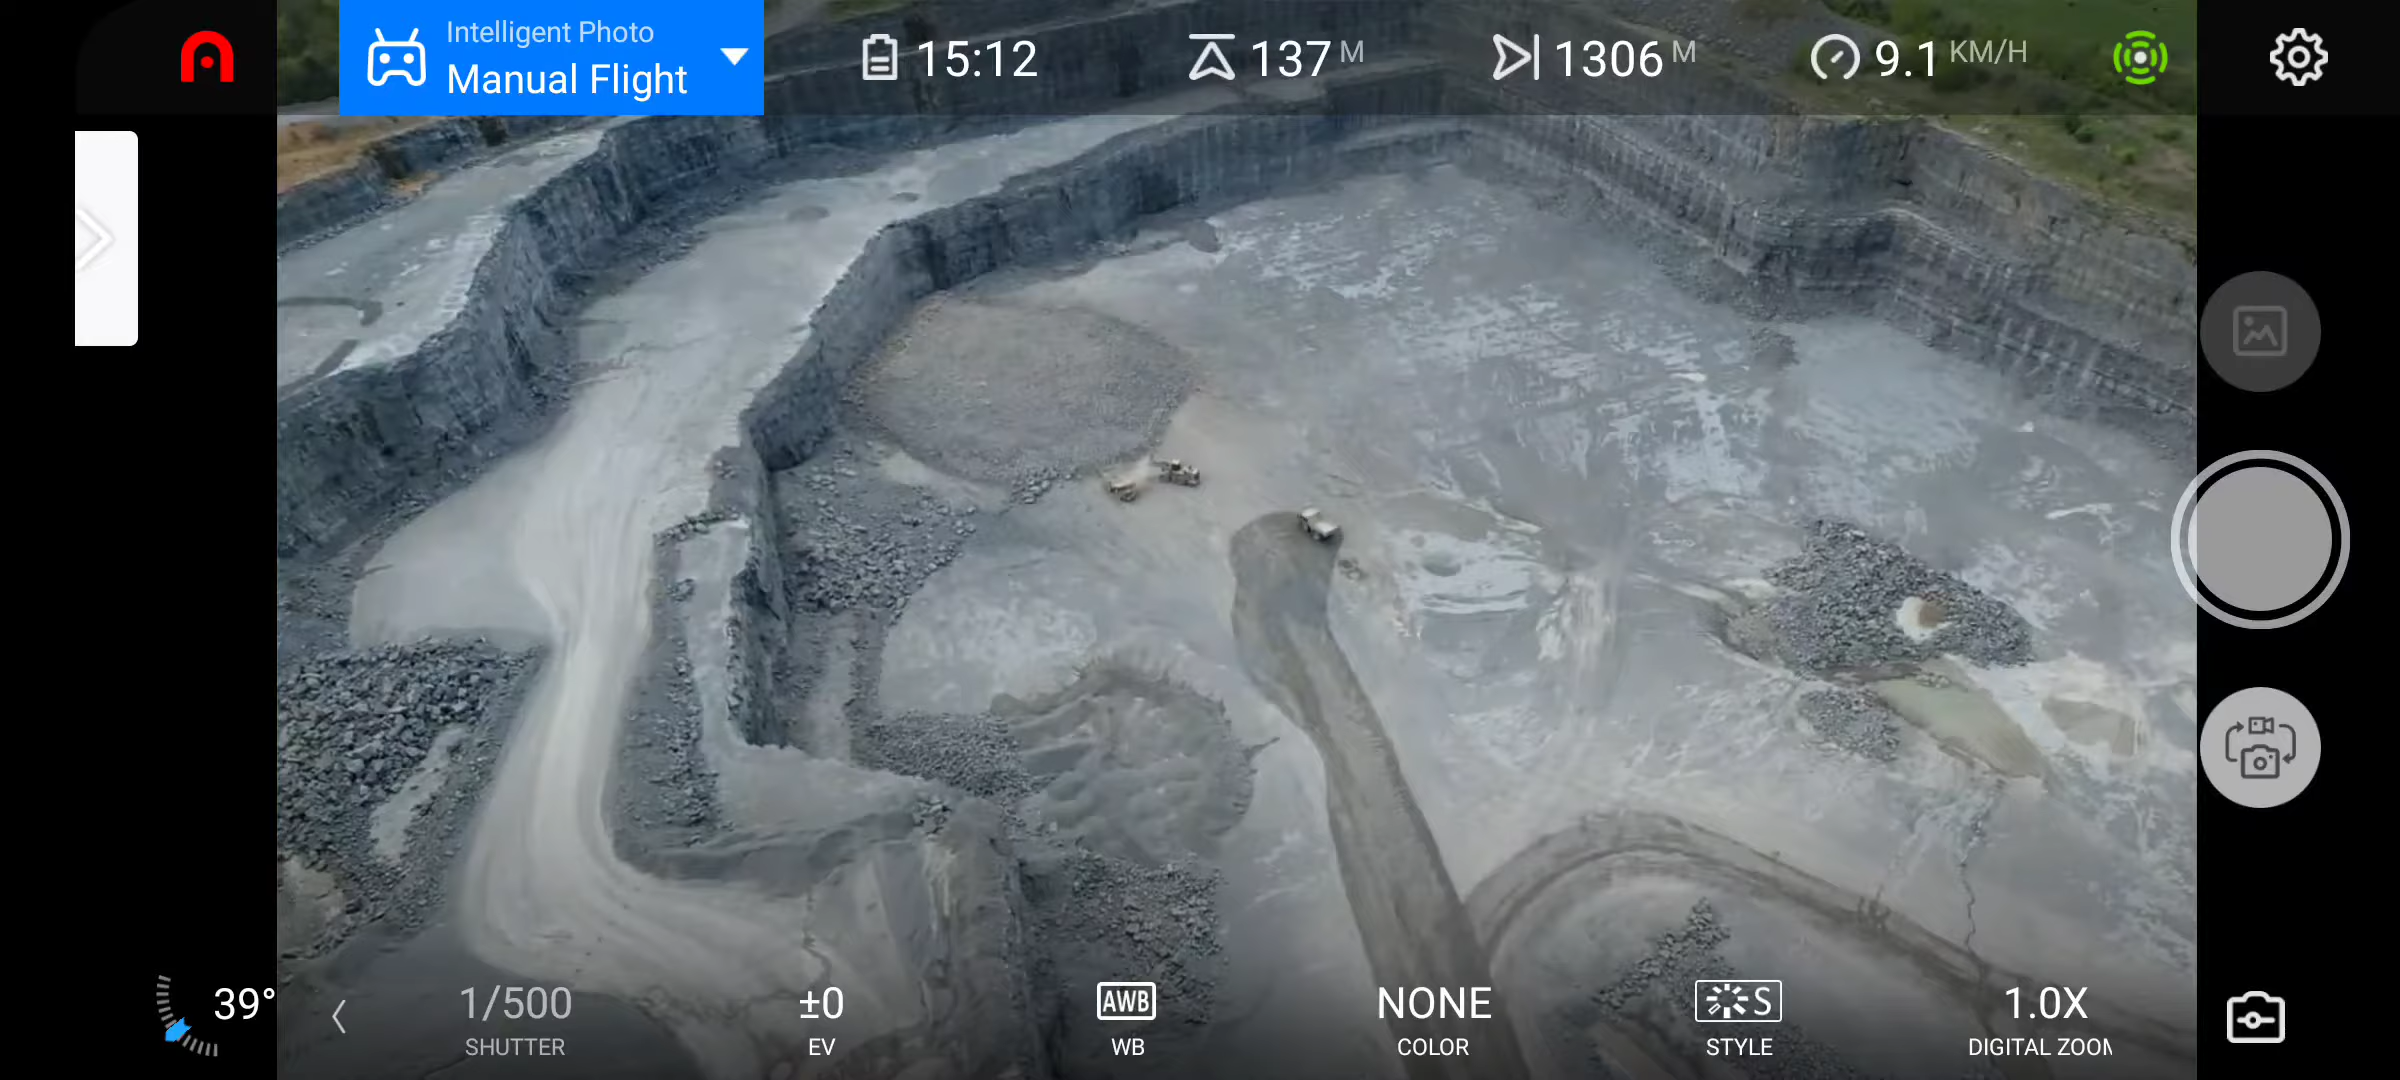 Intelligent Photo
Manual Flight
15:12
137 M
1306 M
9.1 KM/H
39°
1/500
SHUTTER
±0
EV
AWB
WB
NONE
COLOR
S
STYLE
1.0X
DIGITAL ZOOM